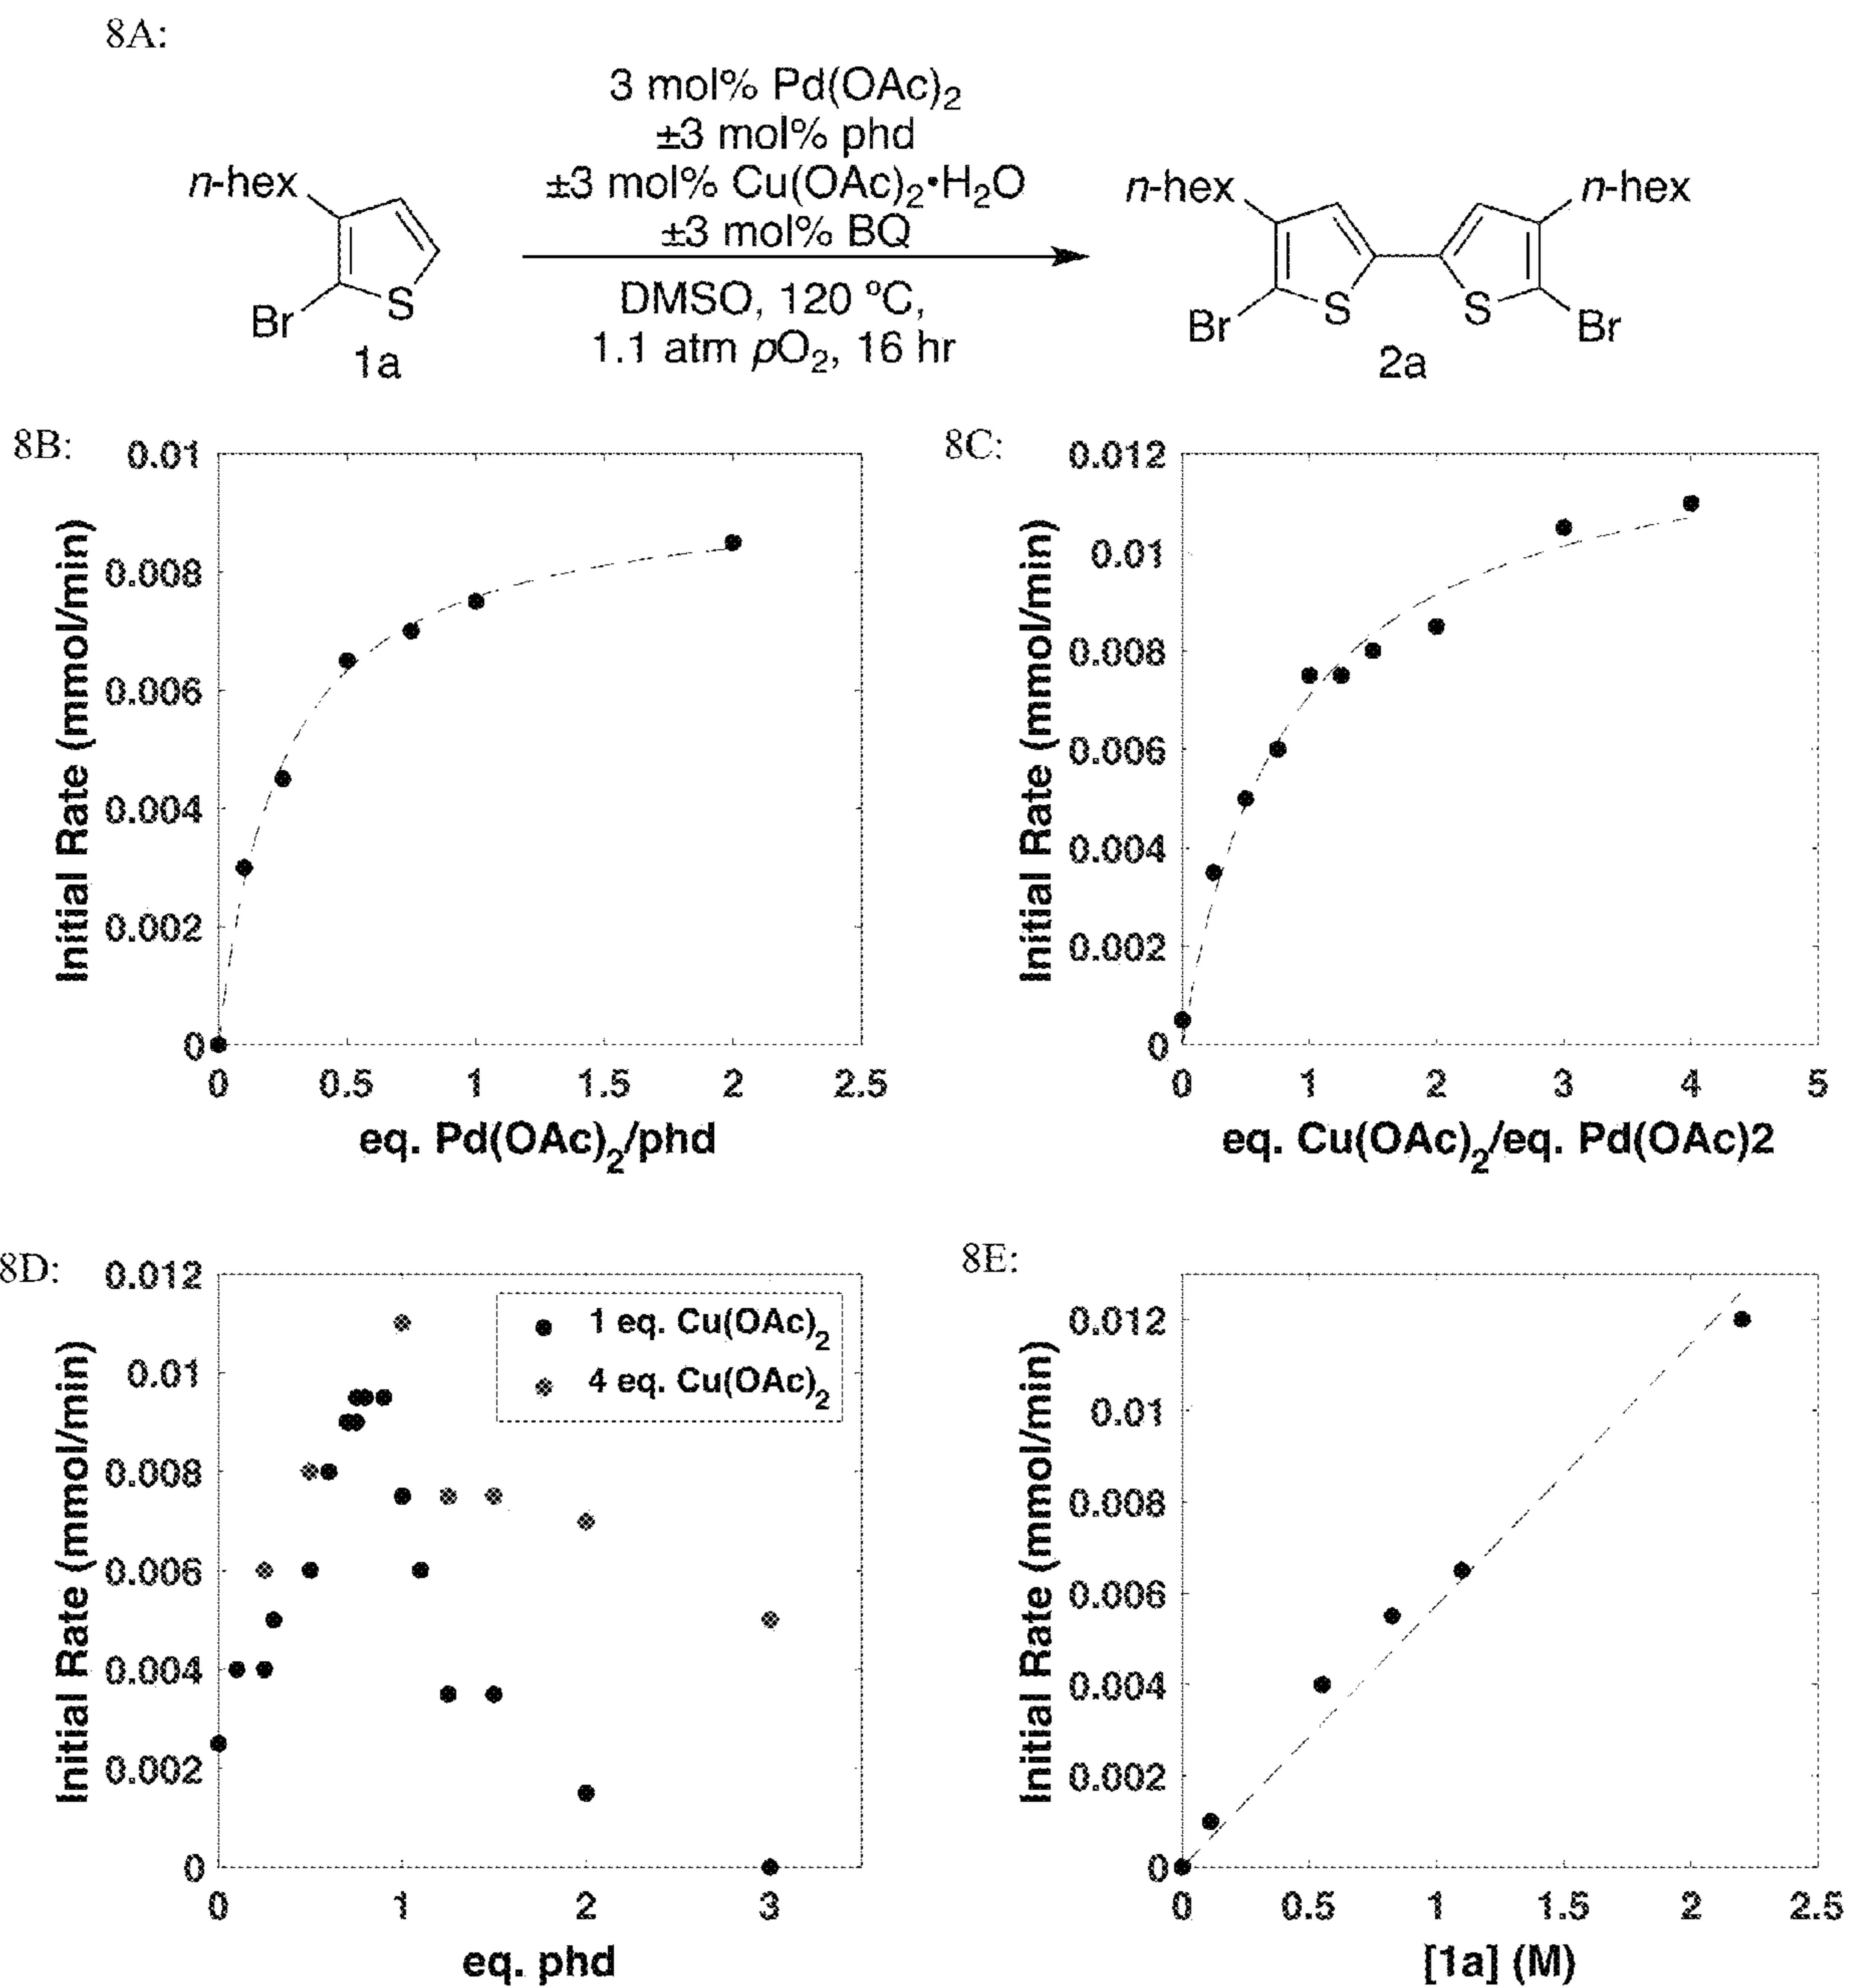 8A:
3 mol% Pd(OAc)₂
±3 mol% phd
±3 mol% Cu(OAc)₂•H₂O
±3 mol% BQ
DMSO, 120 ºC,
1.1 atm pO₂, 16 hr
n-hex
Br
S
1a
n-hex
n-hex
Br
S
S
Br
2a
8B:
0.01
0.008
0.006
0.004
0.002
0
0 0.5 1 1.5 2 2.5
Initial Rate (mmol/min)
eq. Pd(OAc)₂/phd
8C:
0.012
0.01
0.008
0.006
0.004
0.002
0
0 1 2 3 4 5
Initial Rate (mmol/min)
eq. Cu(OAc)₂/eq. Pd(OAc)2
8D:
0.012
0.01
0.008
0.006
0.004
0.002
0
0 1 2 3
Initial Rate (mmol/min)
1 eq. Cu(OAc)₂
4 eq. Cu(OAc)₂
eq. phd
8E:
0.012
0.01
0.008
0.006
0.004
0.002
0
0 0.5 1 1.5 2 2.5
Initial Rate (mmol/min)
[1a] (M)